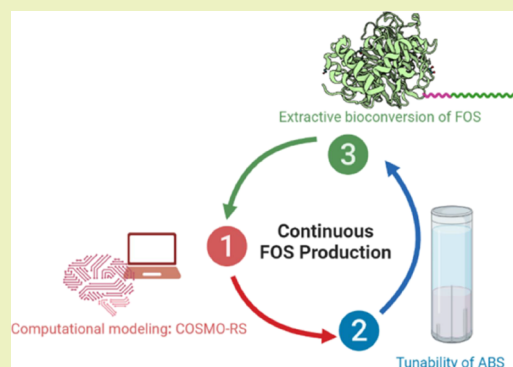 Extractive bioconversion of FOS
3
Continuous
FOS Production
1
Computational modeling: COSMO-RS
2
Tunability of ABS